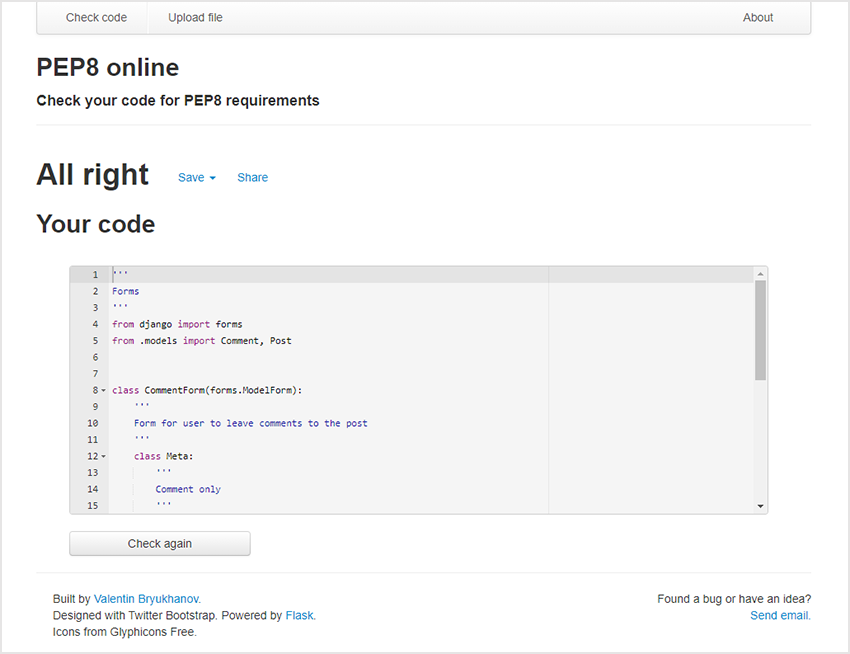 Check code Upload file About
PEP8 online
Check your code for PEP8 requirements
All right Save Share
Your code
1 '''
2 Forms
3 '''
4 from django import forms
5 from .models import Comment, Post
6
7
8 class CommentForm(forms.ModelForm):
9 '''
10 Form for user to leave comments to the post
11 '''
12 class Meta:
13 '''
14 Comment only
15 '''
Check again
Built by Valentin Bryukhanov. Found a bug or have an idea?
Designed with Twitter Bootstrap. Powered by Flask. Send email.
Icons from Glyphicons Free.